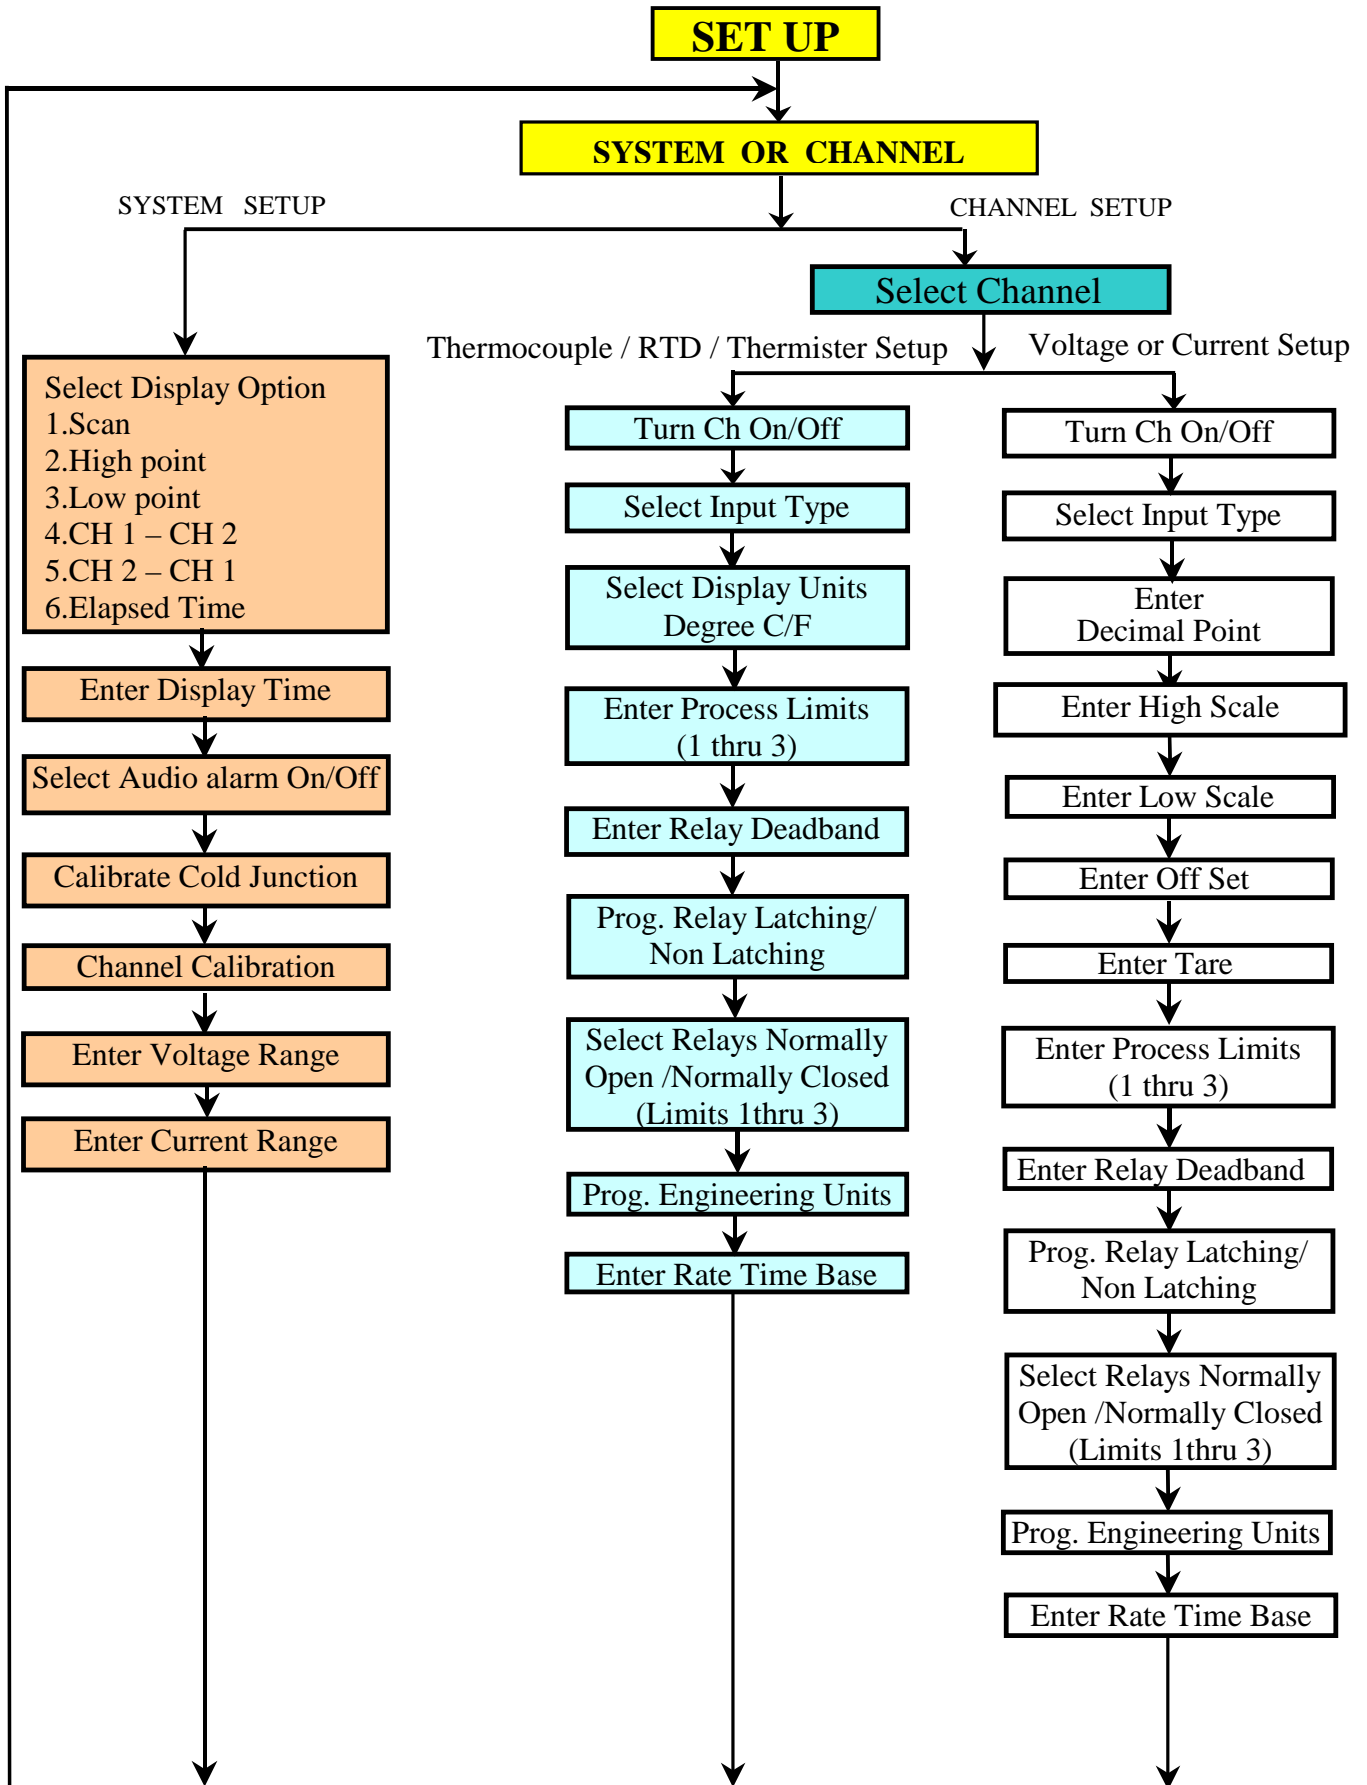 SET UP
SYSTEM OR CHANNEL
SYSTEM SETUP
CHANNEL SETUP
Select Channel
Thermocouple / RTD / Thermister Setup
Voltage or Current Setup
Select Display Option
1.Scan
2.High point
3.Low point
4.CH 1 – CH 2
5.CH 2 – CH 1
6.Elapsed Time
Enter Display Time
Select Audio alarm On/Off
Calibrate Cold Junction
Channel Calibration
Enter Voltage Range
Enter Current Range
Turn Ch On/Off
Select Input Type
Select Display Units
Degree C/F
Enter Process Limits
(1 thru 3)
Enter Relay Deadband
Prog. Relay Latching/
Non Latching
Select Relays Normally
Open /Normally Closed
(Limits 1thru 3)
Prog. Engineering Units
Enter Rate Time Base
Turn Ch On/Off
Select Input Type
Enter
Decimal Point
Enter High Scale
Enter Low Scale
Enter Off Set
Enter Tare
Enter Process Limits
(1 thru 3)
Enter Relay Deadband
Prog. Relay Latching/
Non Latching
Select Relays Normally
Open /Normally Closed
(Limits 1thru 3)
Prog. Engineering Units
Enter Rate Time Base